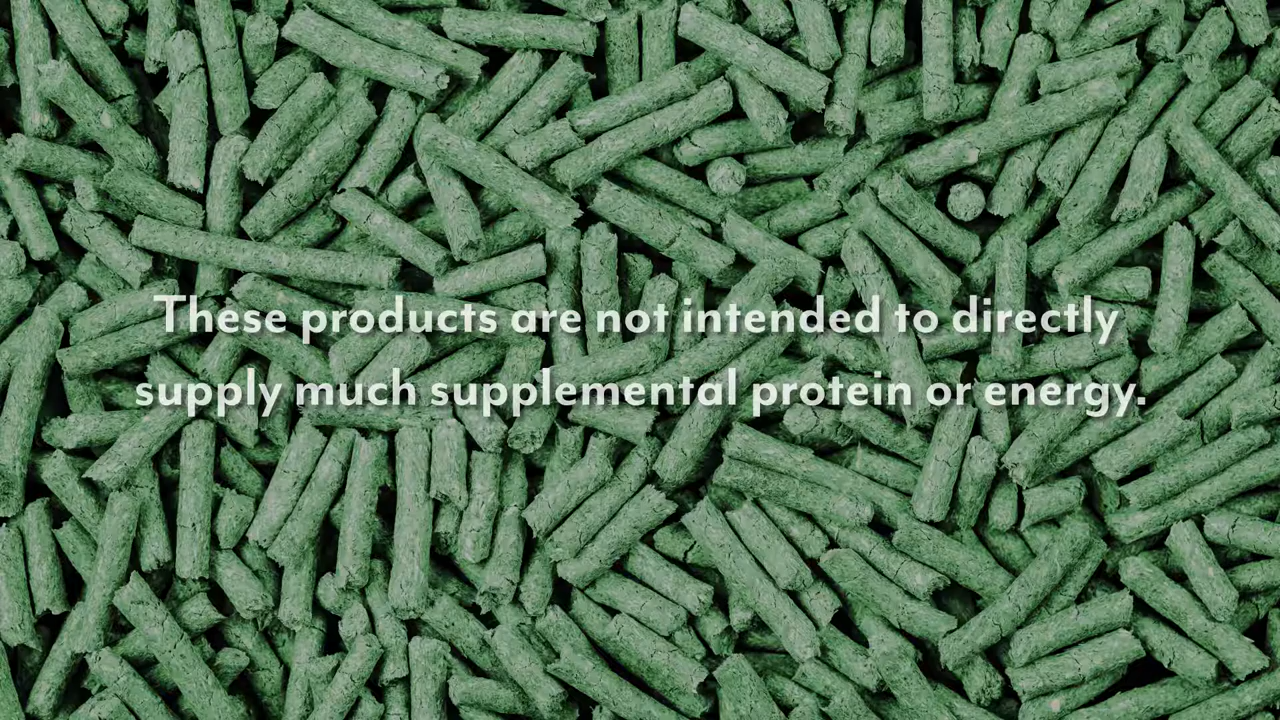 These products are not intended to directly
supply much supplemental protein or energy.